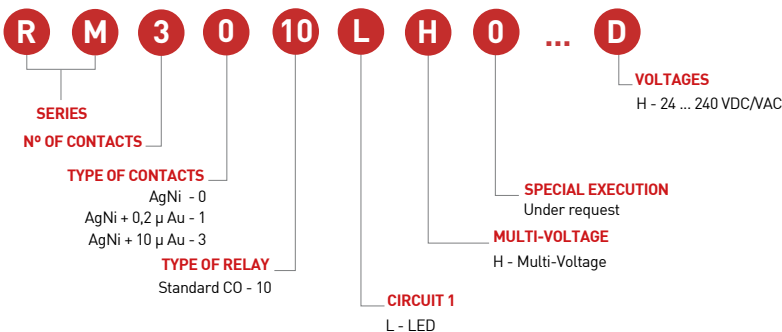 R M 3 0 10 L H 0 ... D
VOLTAGES
H - 24 ... 240 VDC/VAC
SERIES
Nº OF CONTACTS
TYPE OF CONTACTS
AgNi - 0
AgNi + 0,2 µ Au - 1
AgNi + 10 µ Au - 3
SPECIAL EXECUTION
Under request
MULTI-VOLTAGE
H - Multi-Voltage
TYPE OF RELAY
Standard CO - 10
CIRCUIT 1
L - LED